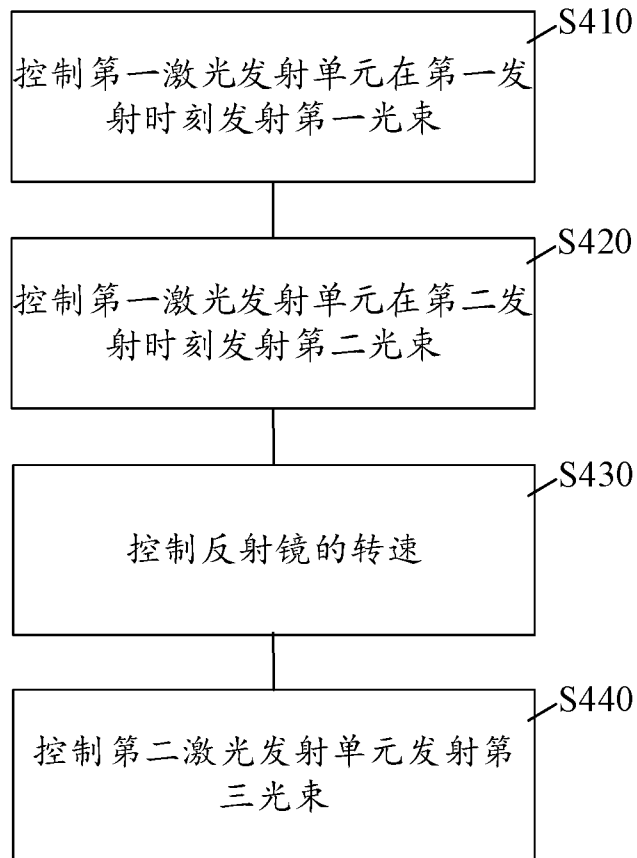 S410
控制第一激光发射单元在第一发
射时刻发射第一光束
S420
控制第一激光发射单元在第二发
射时刻发射第二光束
S430
控制反射镜的转速
S440
控制第二激光发射单元发射第
三光束